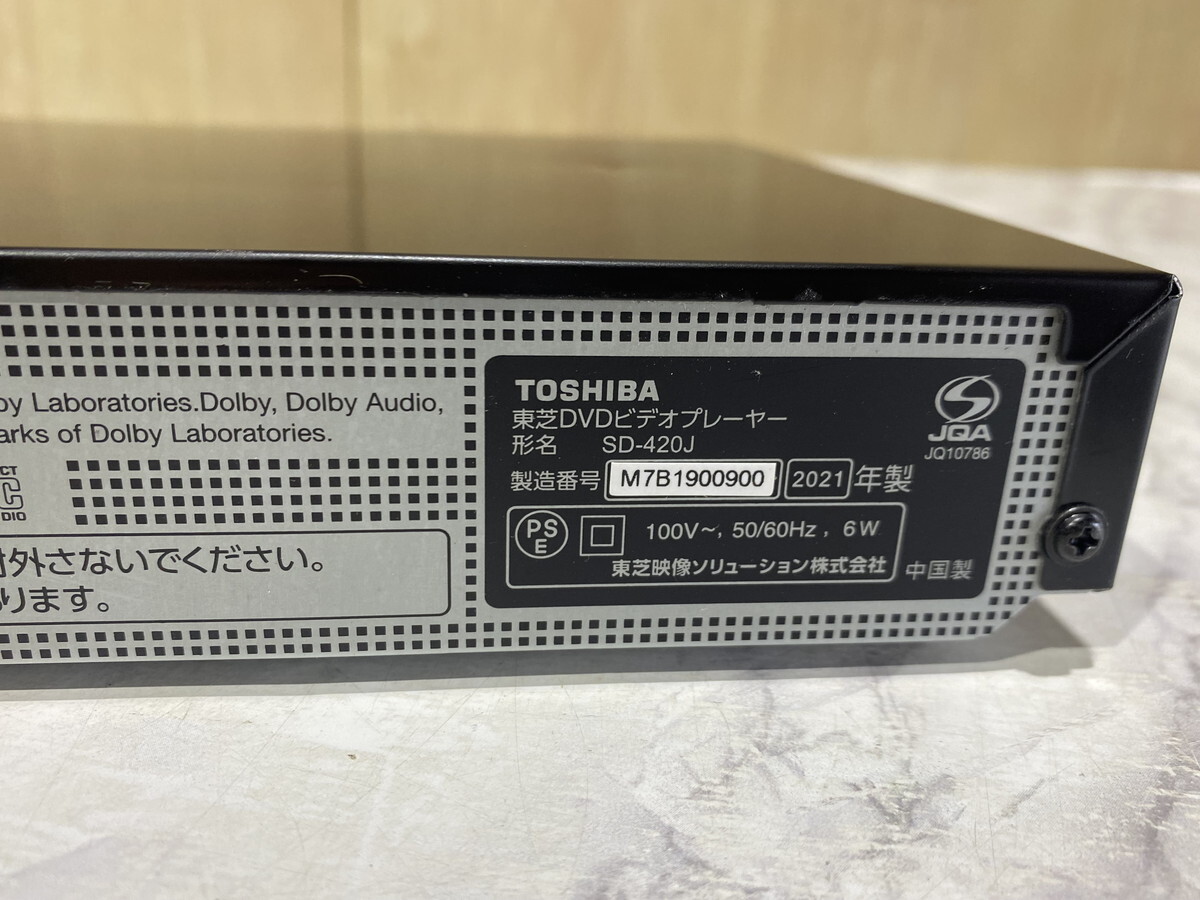 by Laboratories.Dolby, Dolby Audio,
arks of Dolby Laboratories.
外さないでください。
ります。
TOSHIBA
東芝DVDビデオプレーヤー
形名 SD-420J
製造番号 M7B1900900 2021 年製
PS
E
100V～, 50/60Hz , 6W
東芝映像ソリューション株式会社
中国製
JQA
JQ10786